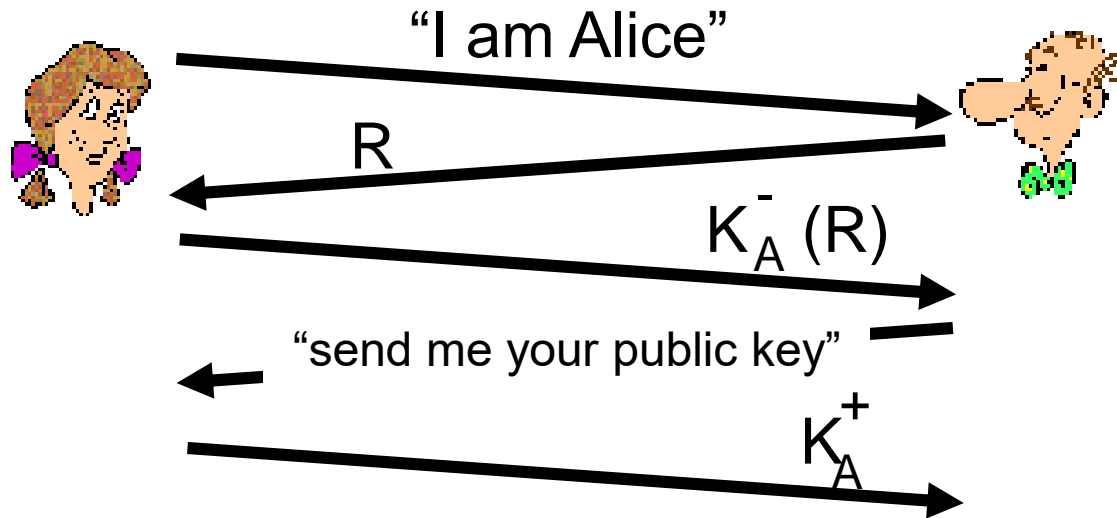 “I am Alice”
R
K_A^- (R)
“send me your public key”
K_A^+